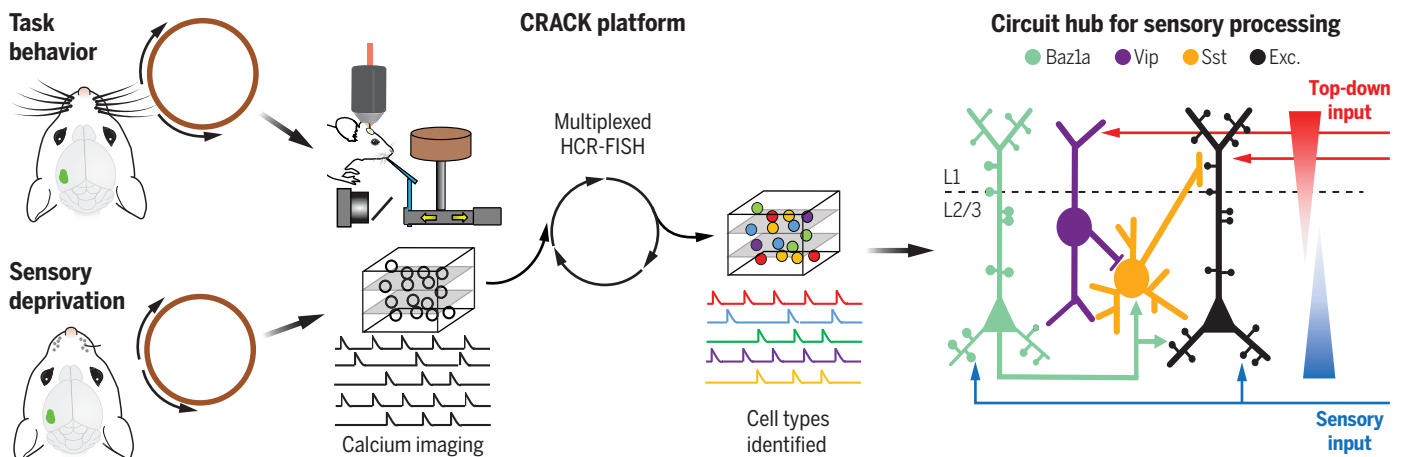 Task
behavior
Sensory
deprivation
CRACK platform
Calcium imaging
Multiplexed
HCR-FISH
Cell types
identified
Circuit hub for sensory processing
Baz1a Vip Sst Exc.
Top-down
input
L1
L2/3
Sensory
input